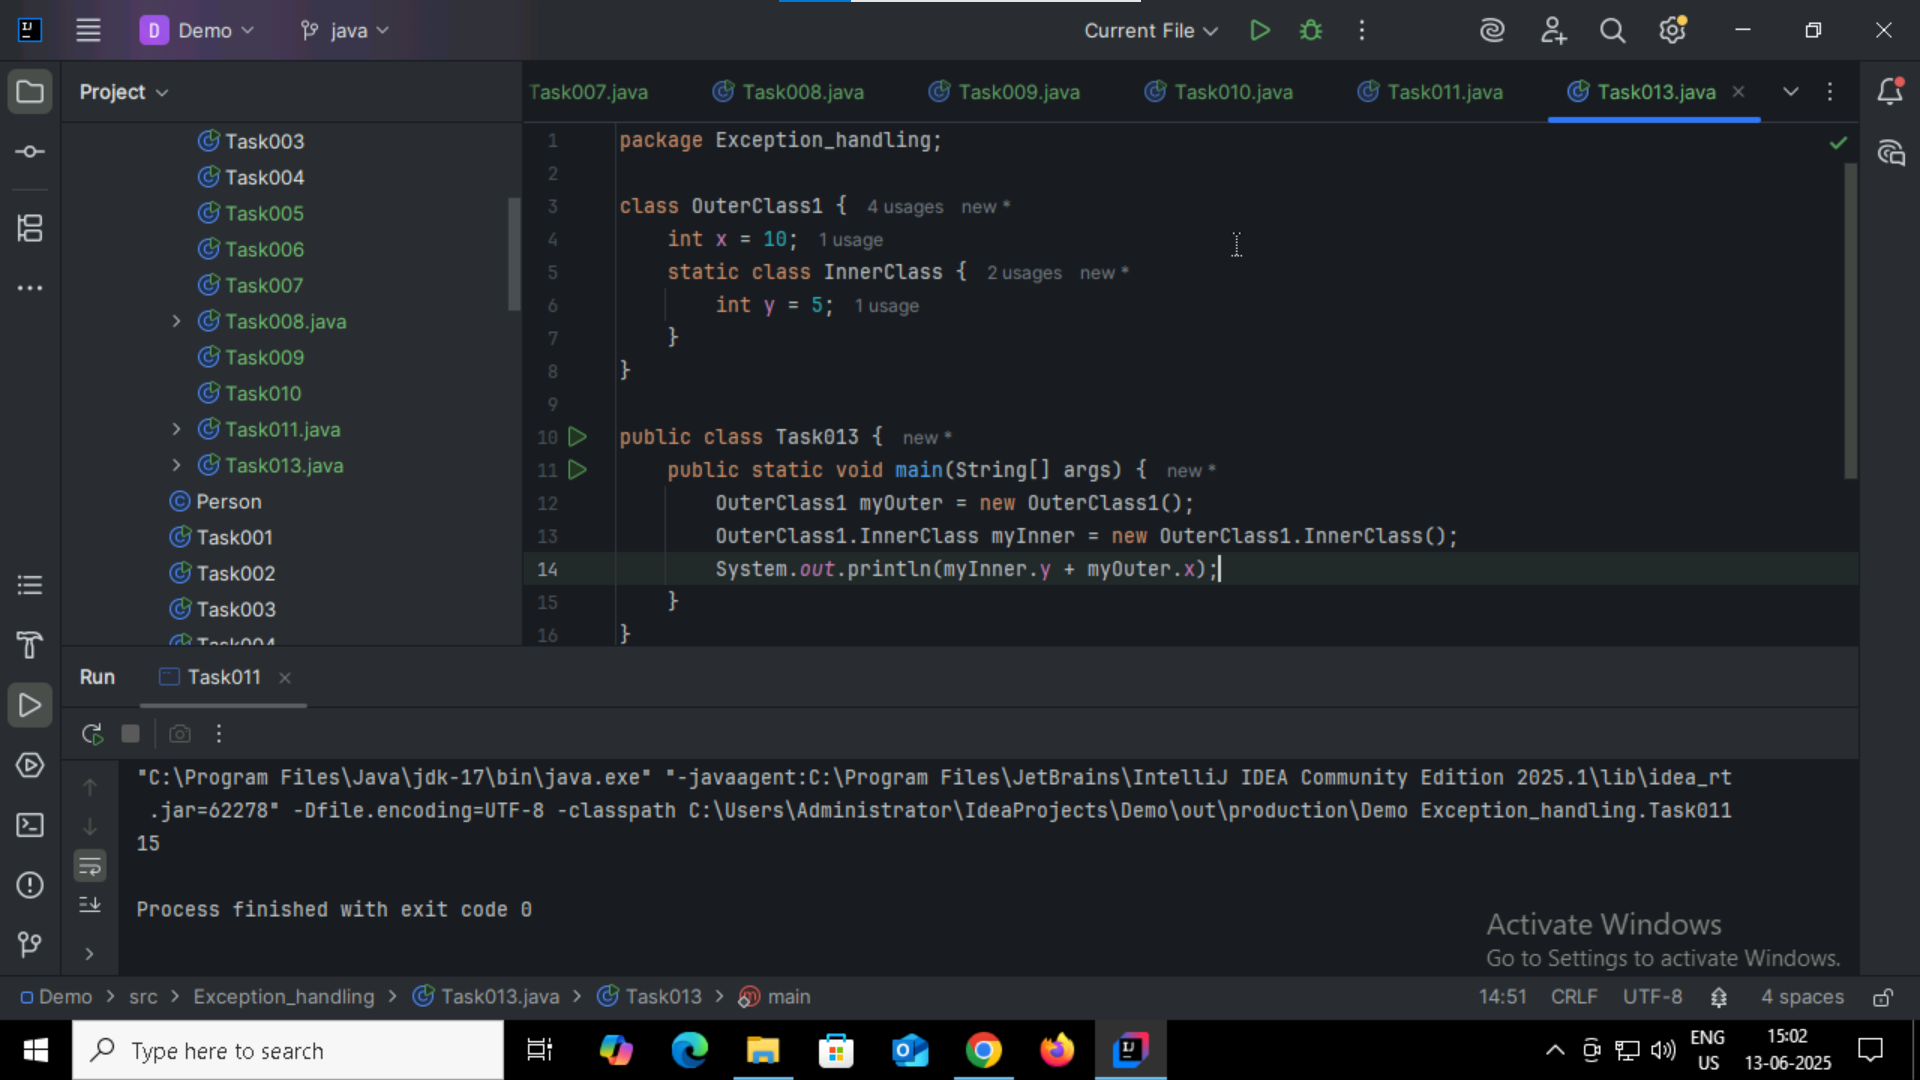 D Demo java Current File
Project Task007.java Task008.java Task009.java Task010.java Task011.java Task013.java
Task003
Task004
Task005
Task006
Task007
Task008.java
Task009
Task010
Task011.java
Task013.java
Person
Task001
Task002
Task003
Task004
1 package Exception_handling;
2
3 class OuterClass1 { 4 usages new *
4 int x = 10; 1 usage
5 static class InnerClass { 2 usages new *
6 int y = 5; 1 usage
7 }
8 }
9
10 public class Task013 { new *
11 public static void main(String[] args) { new *
12 OuterClass1 myOuter = new OuterClass1();
13 OuterClass1.InnerClass myInner = new OuterClass1.InnerClass();
14 System.out.println(myInner.y + myOuter.x);
15 }
16 }
Run Task011
"C:\Program Files\Java\jdk-17\bin\java.exe" "-javaagent:C:\Program Files\JetBrains\IntelliJ IDEA Community Edition 2025.1\lib\idea_rt
.jar=62278" -Dfile.encoding=UTF-8 -classpath C:\Users\Administrator\IdeaProjects\Demo\out\production\Demo Exception_handling.Task011
15
Process finished with exit code 0
Activate Windows
Go to Settings to activate Windows.
Demo > src > Exception_handling > Task013.java > Task013 > main 14:51 CRLF UTF-8 4 spaces
Type here to search
ENG
US
15:02
13-06-2025